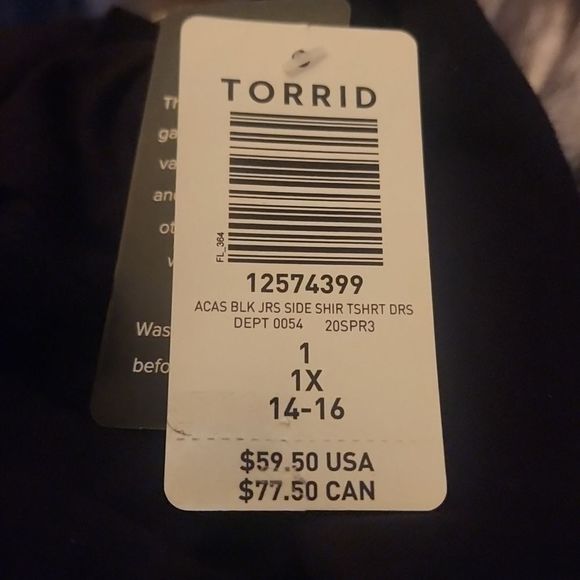 TORRID
FL_364
12574399
ACAS BLK JRS SIDE SHIR TSHRT DRS
DEPT 0054 20SPR3
1
1X
14-16
$59.50 USA
$77.50 CAN
Was